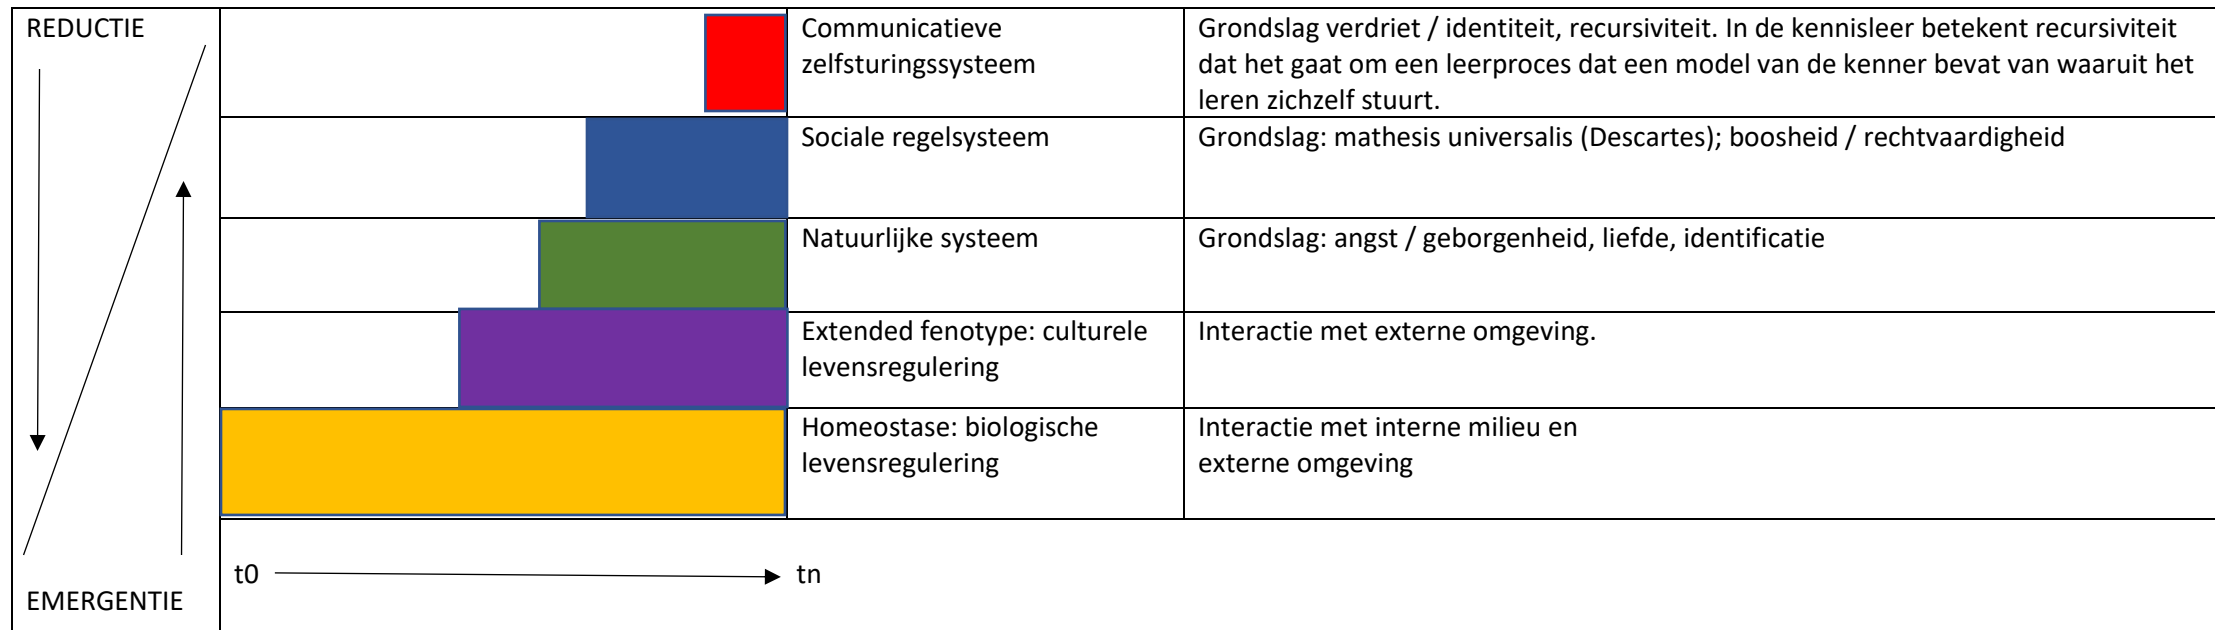 REDUCTIE
Communicatieve
zelfsturingssysteem
Grondslag verdriet / identiteit, recursiviteit. In de kennisleer betekent recursiviteit
dat het gaat om een leerproces dat een model van de kenner bevat van waaruit het
leren zichzelf stuurt.
Sociale regelsysteem
Grondslag: mathesis universalis (Descartes); boosheid / rechtvaardigheid
Natuurlijke systeem
Grondslag: angst / geborgenheid, liefde, identificatie
Extended fenotype: culturele
levensregulering
Interactie met externe omgeving.
Homeostase: biologische
levensregulering
Interactie met interne milieu en
externe omgeving
t0
tn
EMERGENTIE